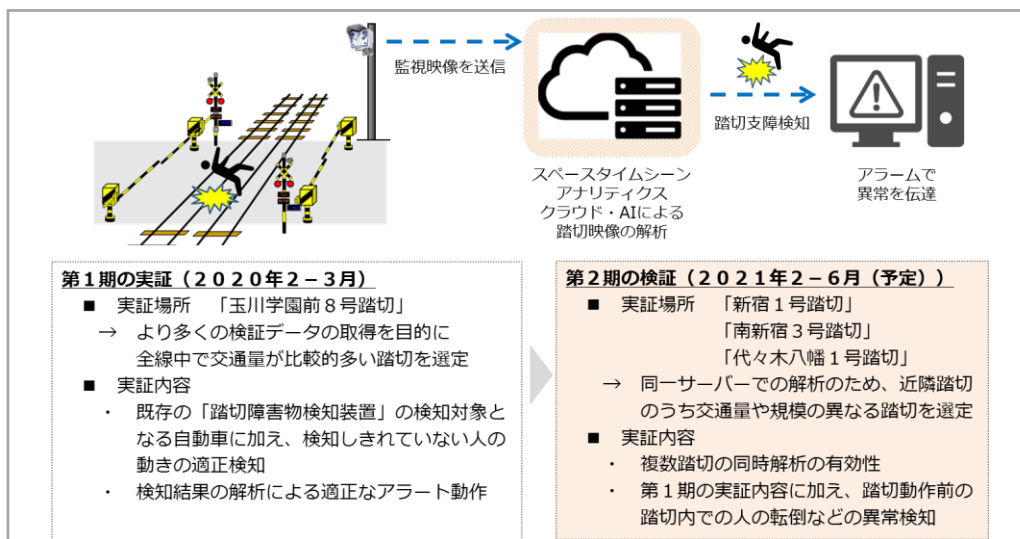 監視映像を送信
踏切支障検知
スペースタイムシーン
アナリティクス
クラウド・AIによる
踏切映像の解析
アラームで
異常を伝達
第1期の実証（2020年2－3月）
■ 実証場所 「玉川学園前8号踏切」
→ より多くの検証データの取得を目的に
全線中で交通量が比較的多い踏切を選定
■ 実証内容
・ 既存の「踏切障害物検知装置」の検知対象と
なる自動車に加え、検知しきれていない人の
動きの適正検知
・ 検知結果の解析による適正なアラート動作
第2期の検証（2021年2－6月（予定））
■ 実証場所 「新宿1号踏切」
「南新宿3号踏切」
「代々木八幡1号踏切」
→ 同一サーバーでの解析のため、近隣踏切
のうち交通量や規模の異なる踏切を選定
■ 実証内容
・ 複数踏切の同時解析の有効性
・ 第1期の実証内容に加え、踏切動作前の
踏切内での人の転倒などの異常検知